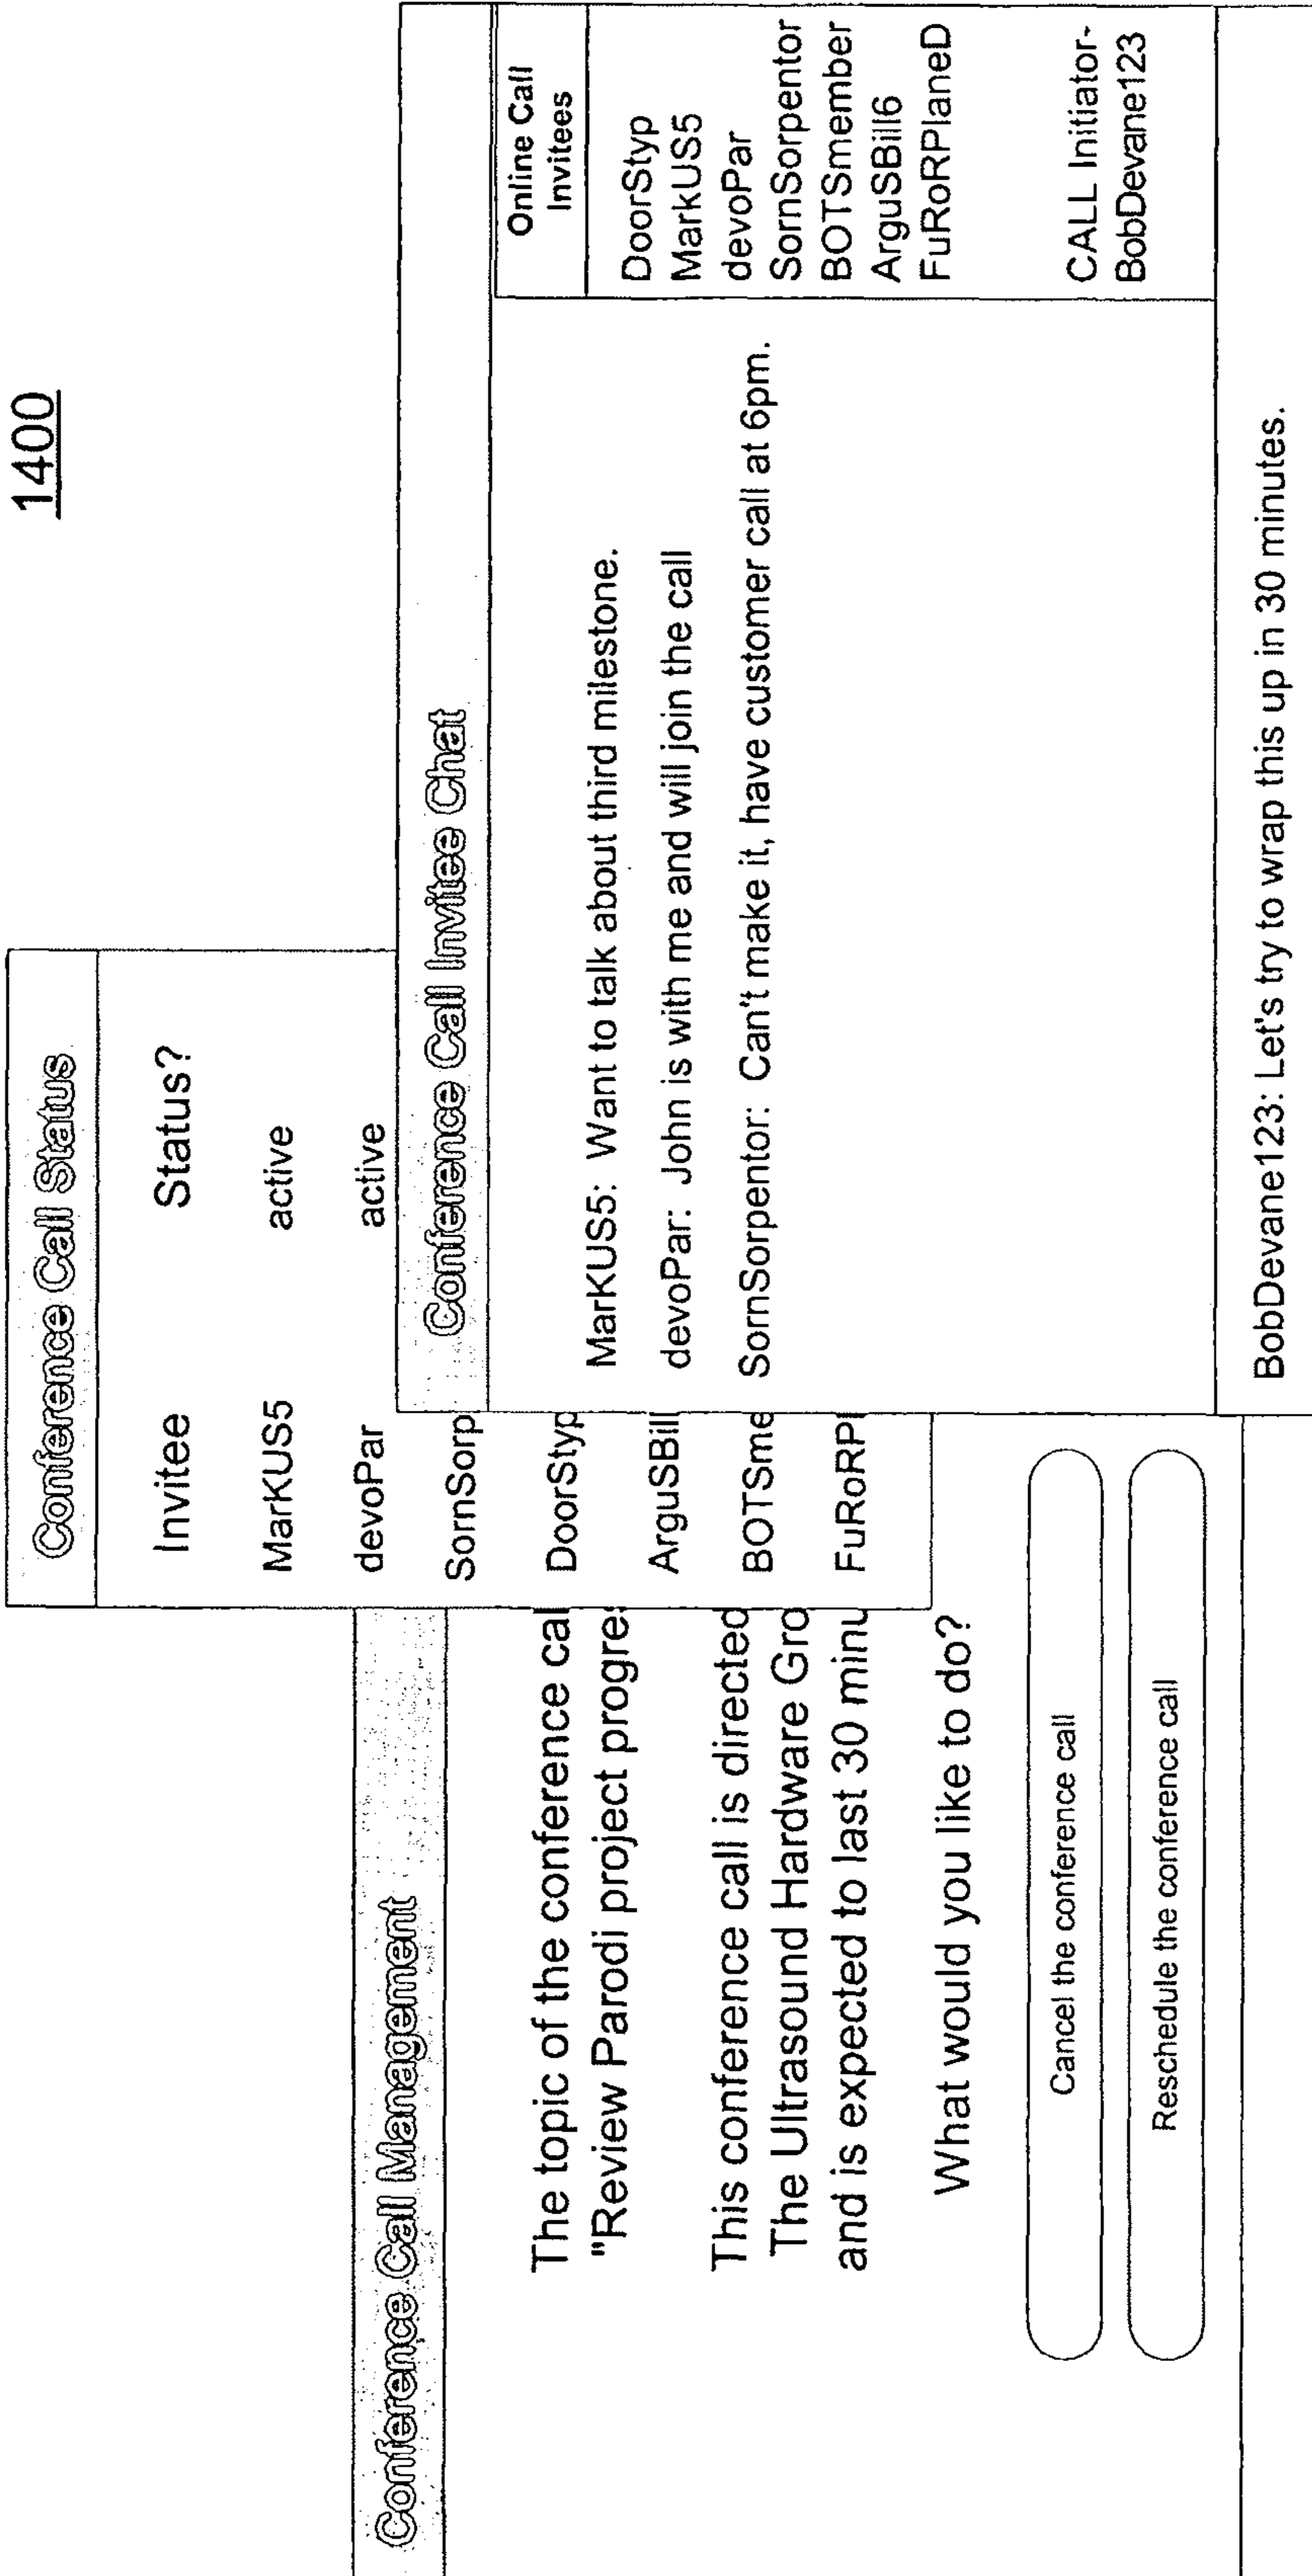 1400
Conference Call Status
Invitee Status?
MarKUS5 active
devoPar active
SornSorp
DoorStyp
ArguSBill
BOTSme
FuRoRP
Conference Call Management
The topic of the conference cal
"Review Parodi project progre
This conference call is directed
The Ultrasound Hardware Gro
and is expected to last 30 minu
What would you like to do?
Cancel the conference call
Reschedule the conference call
Conference Call Invitee Chat
MarKUS5: Want to talk about third milestone.
devoPar: John is with me and will join the call
SornSorpentor: Can't make it, have customer call at 6pm.
Online Call
Invitees
DoorStyp
MarkUS5
devoPar
SornSorpentor
BOTSmember
ArguSBill6
FuRoRPlaneD
CALL Initiator-
BobDevane123
BobDevane123: Let's try to wrap this up in 30 minutes.